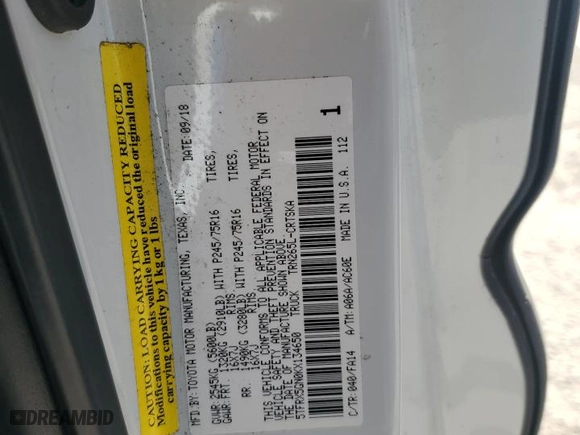 CAUTION: LOAD CARRYING CAPACITY REDUCED
Modifications to this vehicle have reduced the original load
carrying capacity by 1 kg or 1 lbs
MFD. BY: TOYOTA MOTOR MANUFACTURING, TEXAS, INC. DATE: 09/18
GVWR: 2545KG (5600LB)
GAWR: FRT. 1320KG (2910LB) WITH P245/75R16 TIRES,
16X7J RIMS
RR. 1490KG (3280LB) WITH P245/75R16 TIRES,
16X7J RIMS
THIS VEHICLE CONFORMS TO ALL APPLICABLE FEDERAL MOTOR
VEHICLE SAFETY AND THEFT PREVENTION STANDARDS IN EFFECT ON
THE DATE OF MANUFACTURE SHOWN ABOVE.
5TFRX5GN0KX134650 TRUCK TRN265L-CRTSKA
C/TR: 040/FA14 A/TM: A06A/AC60E MADE IN U.S.A. 112
1
DREAMBID